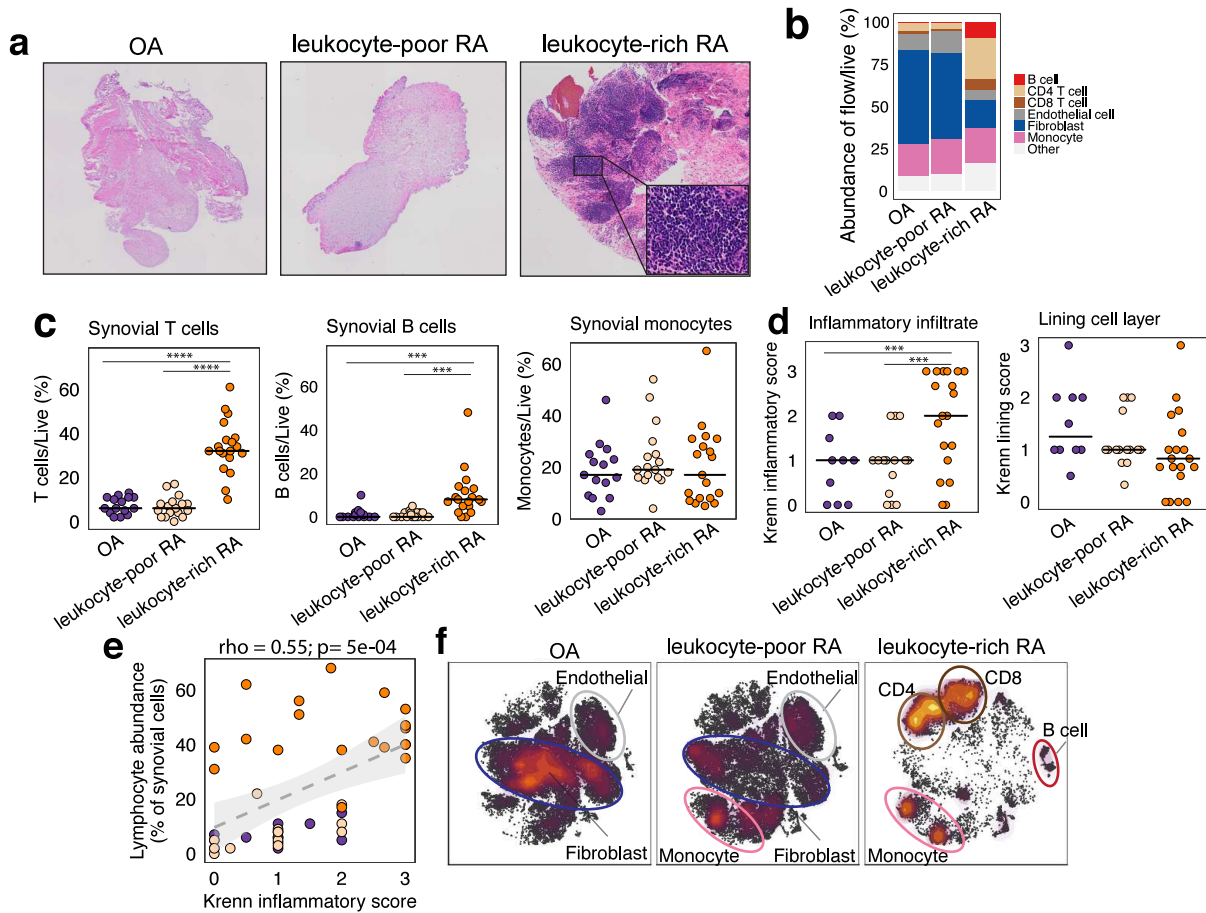 a
OA
leukocyte-poor RA
leukocyte-rich RA
b
Abundance of flow/live (%)
100
75
50
25
0
OA
leukocyte-poor RA
leukocyte-rich RA
B cell
CD4 T cell
CD8 T cell
Endothelial cell
Fibroblast
Monocyte
Other
c
Synovial T cells
T cells/Live (%)
60
40
20
0
****
****
OA
leukocyte-poor RA
leukocyte-rich RA
Synovial B cells
B cells/Live (%)
60
40
20
0
***
***
OA
leukocyte-poor RA
leukocyte-rich RA
Synovial monocytes
Monocytes/Live (%)
60
40
20
0
OA
leukocyte-poor RA
leukocyte-rich RA
d
Inflammatory infiltrate
Krenn inflammatory score
3
2
1
0
***
***
OA
leukocyte-poor RA
leukocyte-rich RA
Lining cell layer
Krenn lining score
3
2
1
0
OA
leukocyte-poor RA
leukocyte-rich RA
e
rho = 0.55; p= 5e-04
Lymphocyte abundance
(% of synovial cells)
60
40
20
0
0 1 2 3
Krenn inflammatory score
f
OA
Endothelial
Fibroblast
leukocyte-poor RA
Endothelial
Monocyte
Fibroblast
leukocyte-rich RA
CD4
CD8
B cell
Monocyte